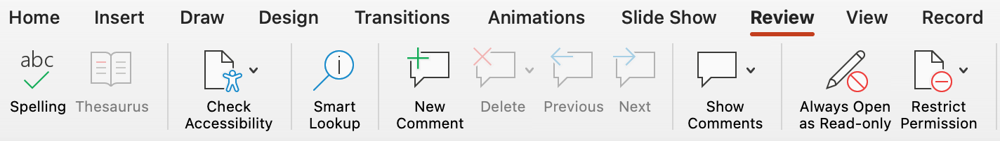 Home Insert Draw Design Transitions Animations Slide Show Review View Record
abc
Spelling Thesaurus Check Smart New Delete Previous Next Show Always Open Restrict
Accessibility Lookup Comment Comments as Read-only Permission